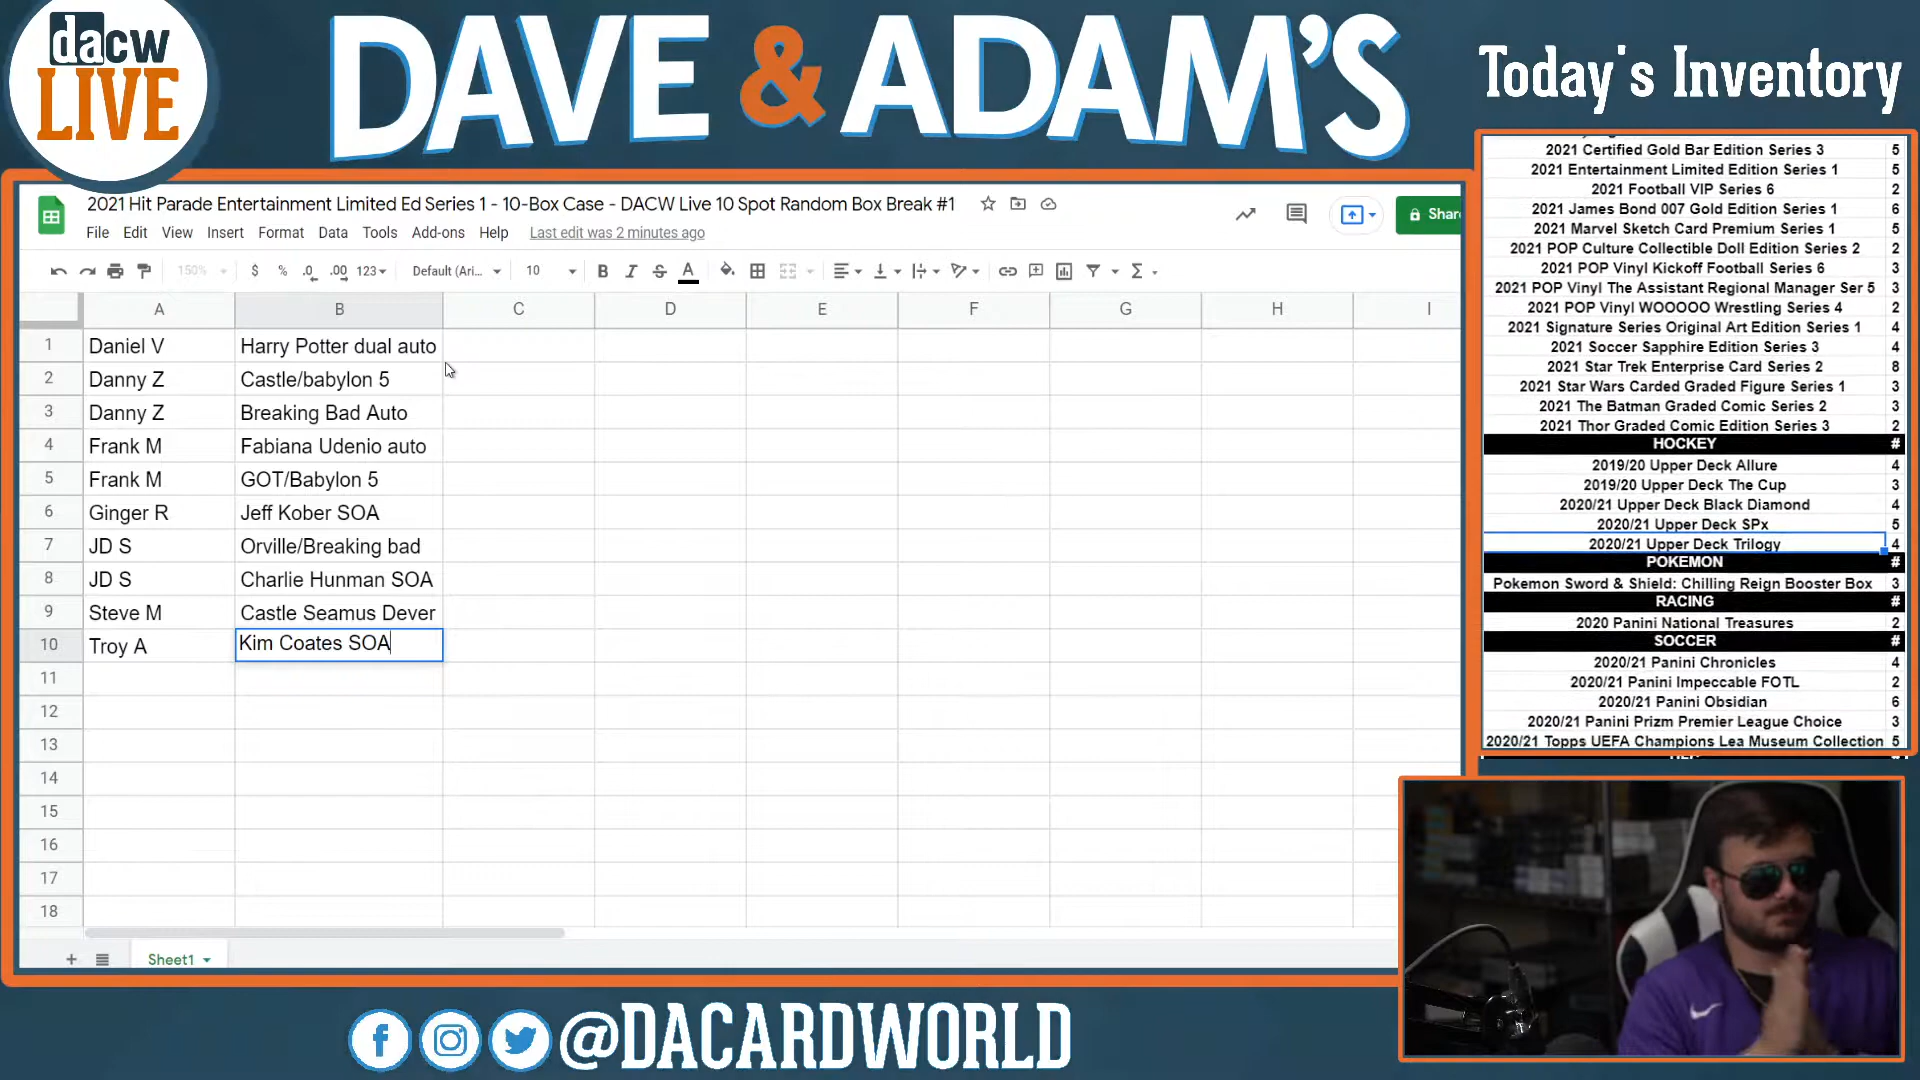 dacw
LIVE
DAVE & ADAM'S
Today's Inventory
2021 Hit Parade Entertainment Limited Ed Series 1 - 10-Box Case - DACW Live 10 Spot Random Box Break #1
File Edit View Insert Format Data Tools Add-ons Help Last edit was 2 minutes ago
Shar
150% $ % .0 .00 123 Default (Ari... 10 B I S A
A B C D E F G H I
1 Daniel V Harry Potter dual auto
2 Danny Z Castle/babylon 5
3 Danny Z Breaking Bad Auto
4 Frank M Fabiana Udenio auto
5 Frank M GOT/Babylon 5
6 Ginger R Jeff Kober SOA
7 JD S Orville/Breaking bad
8 JD S Charlie Hunman SOA
9 Steve M Castle Seamus Dever
10 Troy A Kim Coates SOA
11
12
13
14
15
16
17
18
+ Sheet1
2021 Certified Gold Bar Edition Series 3 5
2021 Entertainment Limited Edition Series 1 5
2021 Football VIP Series 6 2
2021 James Bond 007 Gold Edition Series 1 6
2021 Marvel Sketch Card Premium Series 1 5
2021 POP Culture Collectible Doll Edition Series 2 2
2021 POP Vinyl Kickoff Football Series 6 3
2021 POP Vinyl The Assistant Regional Manager Ser 5 3
2021 POP Vinyl WOOOOO Wrestling Series 4 2
2021 Signature Series Original Art Edition Series 1 4
2021 Soccer Sapphire Edition Series 3 4
2021 Star Trek Enterprise Card Series 2 8
2021 Star Wars Carded Graded Figure Series 1 3
2021 The Batman Graded Comic Series 2 3
2021 Thor Graded Comic Edition Series 3 2
HOCKEY #
2019/20 Upper Deck Allure 4
2019/20 Upper Deck The Cup 3
2020/21 Upper Deck Black Diamond 4
2020/21 Upper Deck SPx 5
2020/21 Upper Deck Trilogy 4
POKEMON #
Pokemon Sword & Shield: Chilling Reign Booster Box 3
RACING #
2020 Panini National Treasures 2
SOCCER #
2020/21 Panini Chronicles 4
2020/21 Panini Impeccable FOTL 2
2020/21 Panini Obsidian 6
2020/21 Panini Prizm Premier League Choice 3
2020/21 Topps UEFA Champions Lea Museum Collection 5
@DACARDWORLD